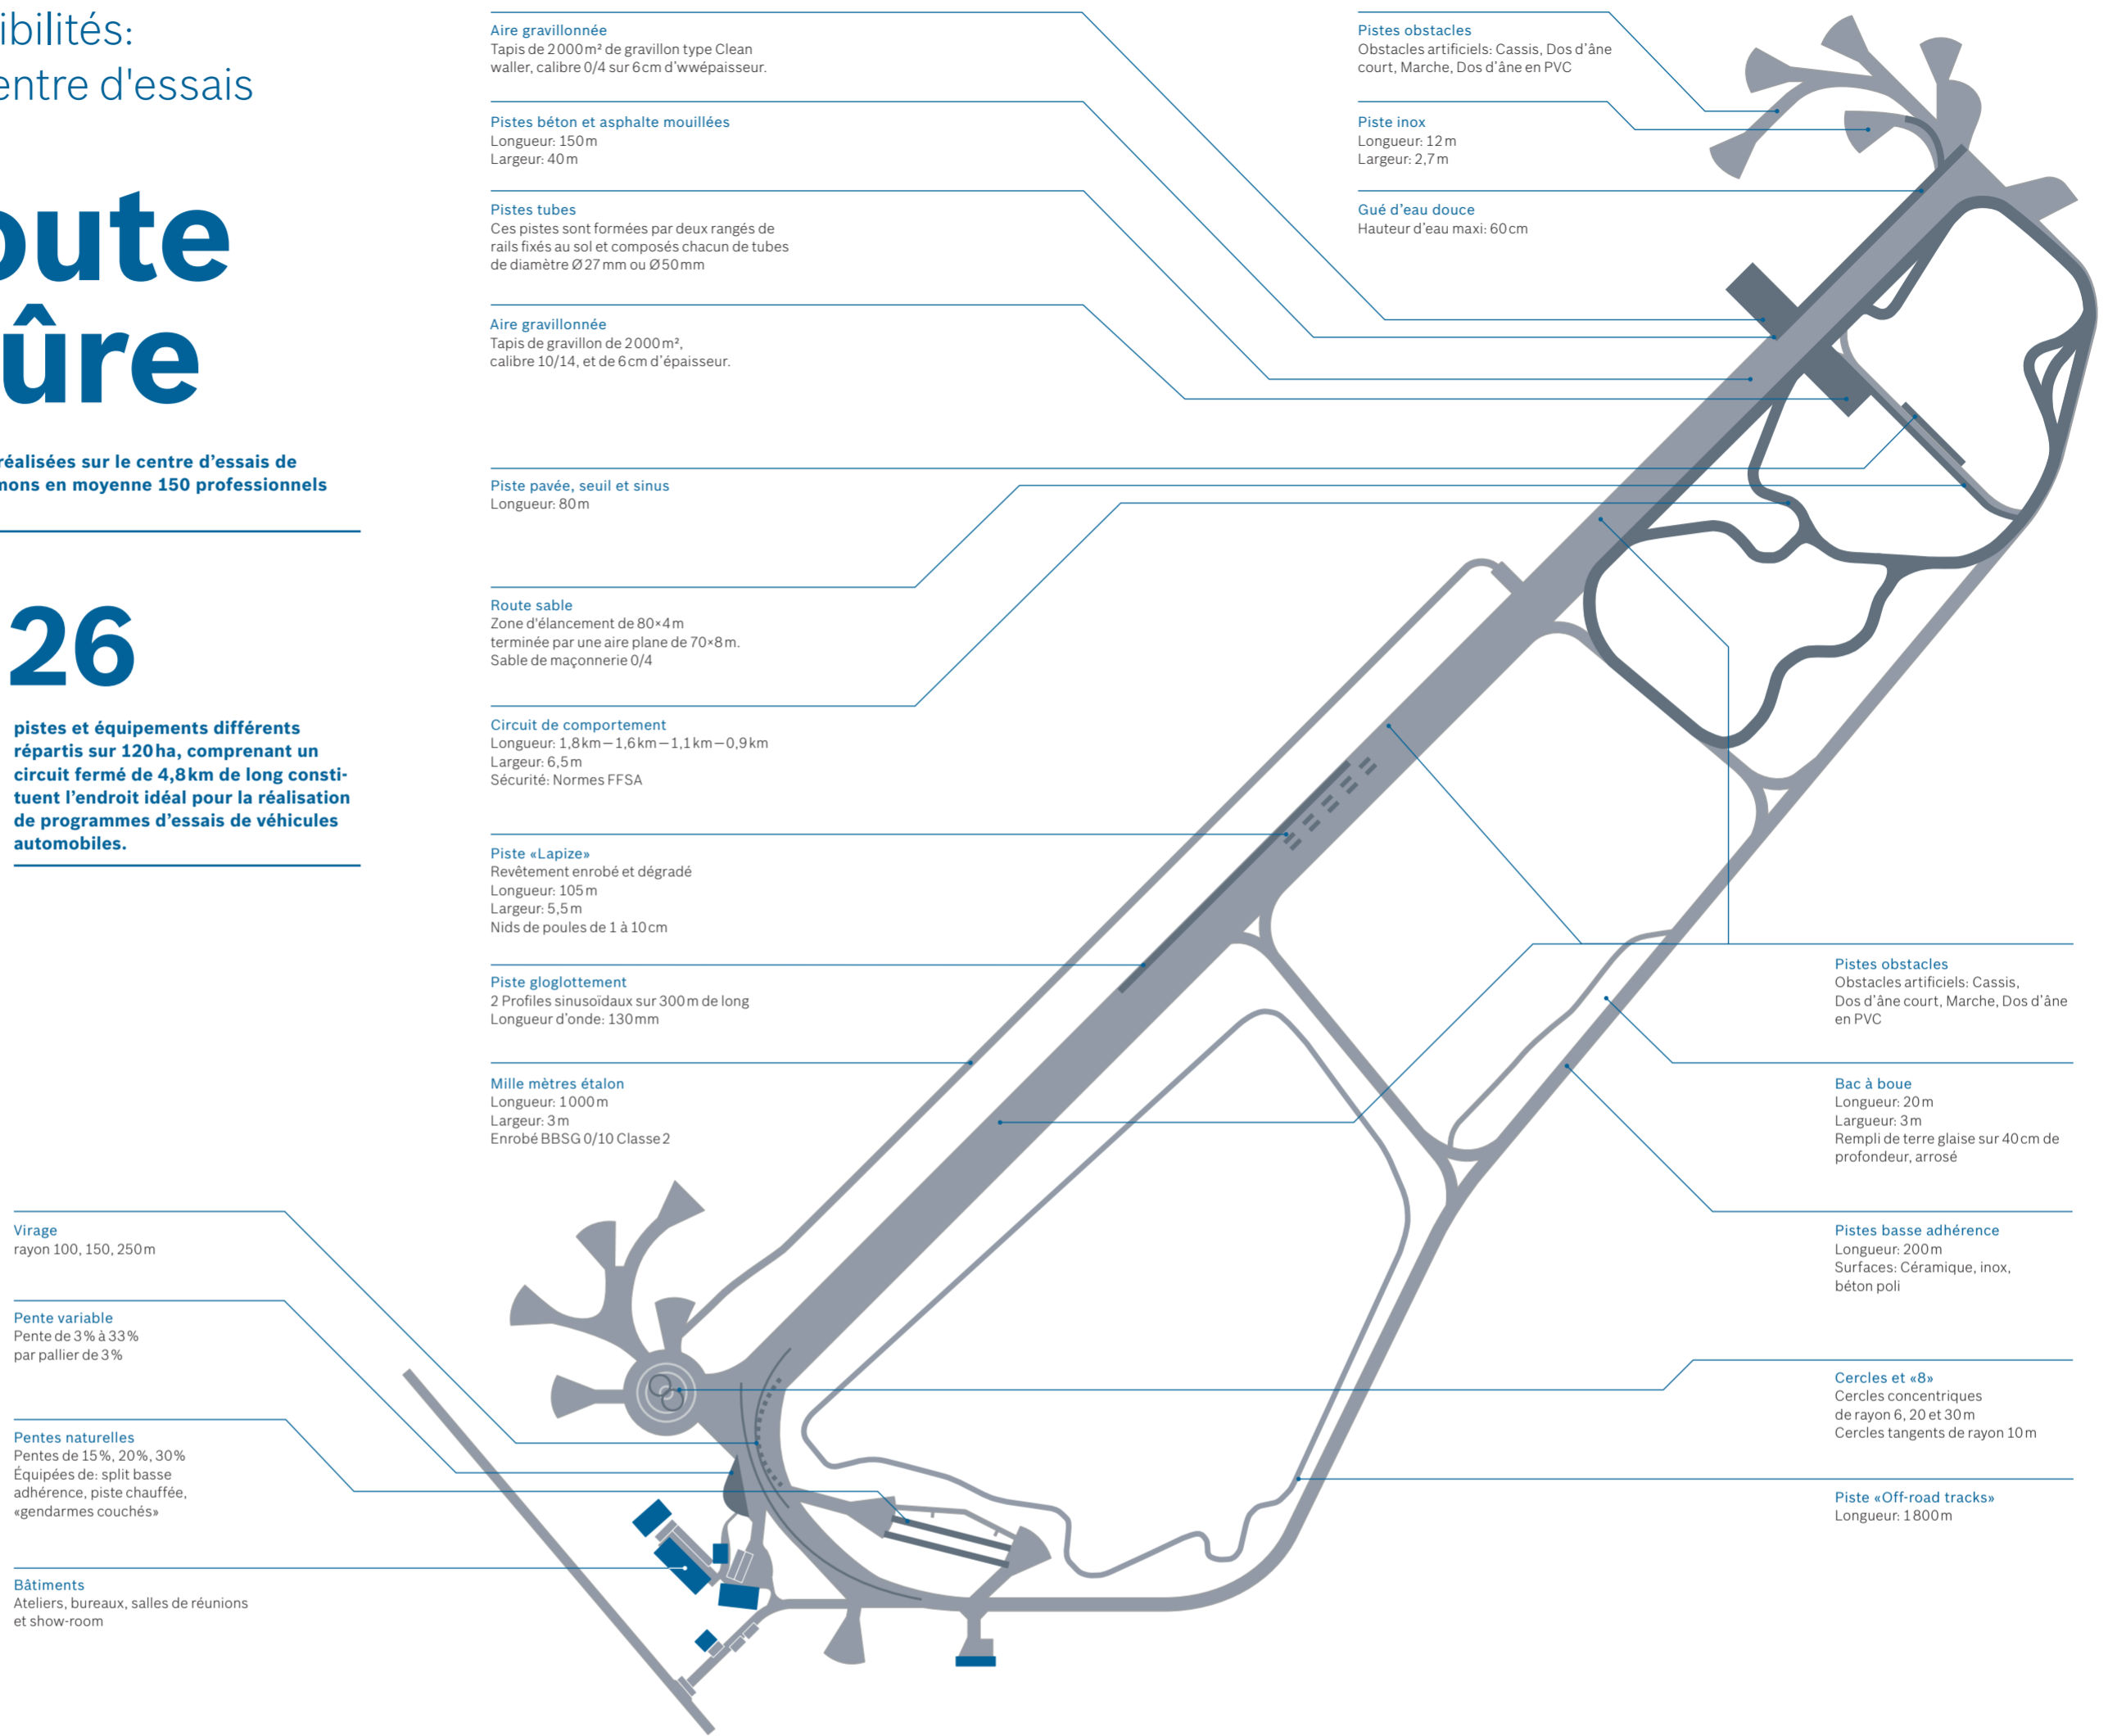 ibilités:
entre d'essais
oute
ûre
réalisées sur le centre d'essais de
mons en moyenne 150 professionnels
26
pistes et équipements différents
répartis sur 120 ha, comprenant un
circuit fermé de 4,8 km de long consti-
tuent l'endroit idéal pour la réalisation
de programmes d'essais de véhicules
automobiles.
Virage
rayon 100, 150, 250 m
Pente variable
Pente de 3 % à 33 %
par pallier de 3 %
Pentes naturelles
Pentes de 15 %, 20 %, 30 %
Équipées de: split basse
adhérence, piste chauffée,
«gendarmes couchés»
Bâtiments
Ateliers, bureaux, salles de réunions
et show-room
Aire gravillonnée
Tapis de 2 000 m² de gravillon type Clean
waller, calibre 0/4 sur 6 cm d'wwépaisseur.
Pistes béton et asphalte mouillées
Longueur: 150 m
Largeur: 40 m
Pistes tubes
Ces pistes sont formées par deux rangés de
rails fixés au sol et composés chacun de tubes
de diamètre Ø 27 mm ou Ø 50 mm
Aire gravillonnée
Tapis de gravillon de 2 000 m²,
calibre 10/14, et de 6 cm d'épaisseur.
Piste pavée, seuil et sinus
Longueur: 80 m
Route sable
Zone d'élancement de 80×4 m
terminée par une aire plane de 70×8 m.
Sable de maçonnerie 0/4
Circuit de comportement
Longueur: 1,8 km – 1,6 km – 1,1 km – 0,9 km
Largeur: 6,5 m
Sécurité: Normes FFSA
Piste «Lapize»
Revêtement enrobé et dégradé
Longueur: 105 m
Largeur: 5,5 m
Nids de poules de 1 à 10 cm
Piste gloglottement
2 Profiles sinusoïdaux sur 300 m de long
Longueur d'onde: 130 mm
Mille mètres étalon
Longueur: 1 000 m
Largeur: 3 m
Enrobé BBSG 0/10 Classe 2
Pistes obstacles
Obstacles artificiels: Cassis, Dos d'âne
court, Marche, Dos d'âne en PVC
Piste inox
Longueur: 12 m
Largeur: 2,7 m
Gué d'eau douce
Hauteur d'eau maxi: 60 cm
Pistes obstacles
Obstacles artificiels: Cassis,
Dos d'âne court, Marche, Dos d'âne
en PVC
Bac à boue
Longueur: 20 m
Largueur: 3 m
Rempli de terre glaise sur 40 cm de
profondeur, arrosé
Pistes basse adhérence
Longueur: 200 m
Surfaces: Céramique, inox,
béton poli
Cercles et «8»
Cercles concentriques
de rayon 6, 20 et 30 m
Cercles tangents de rayon 10 m
Piste «Off-road tracks»
Longueur: 1 800 m